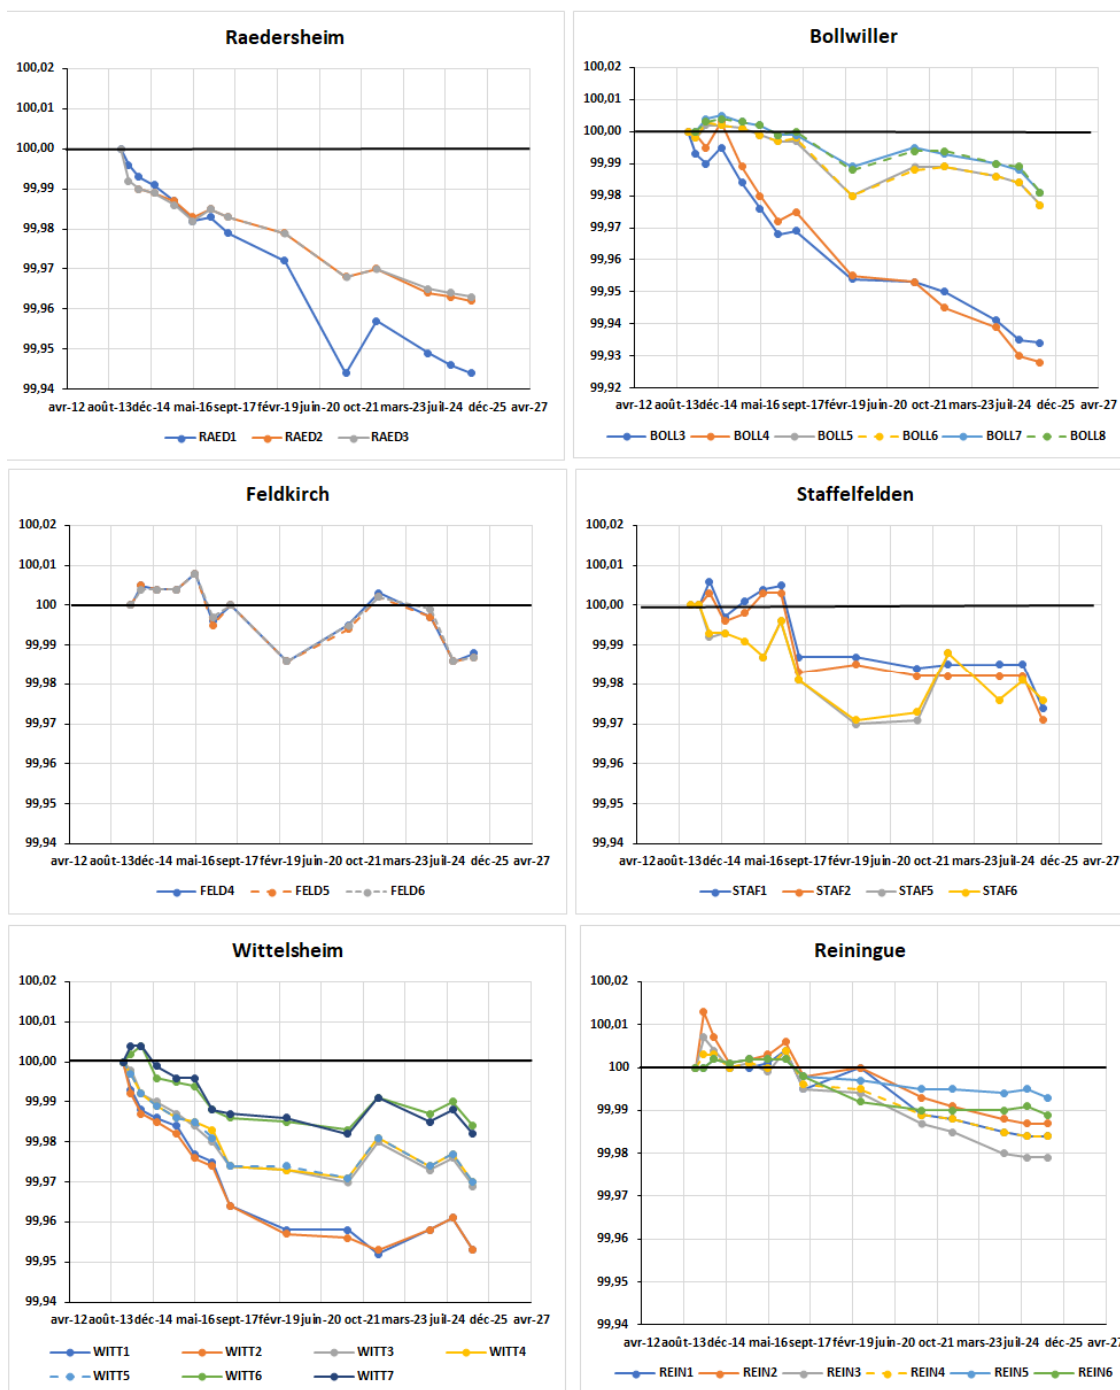 Raedersheim
100,02
100,01
100,00
99,99
99,98
99,97
99,96
99,95
99,94
avr-12 août-13 déc-14 mai-16 sept-17 févr-19 juin-20 oct-21 mars-23 juil-24 déc-25 avr-27
RAED1 RAED2 RAED3
Bollwiller
100,02
100,01
100,00
99,99
99,98
99,97
99,96
99,95
99,94
99,93
99,92
avr-12 août-13 déc-14 mai-16 sept-17 févr-19 juin-20 oct-21 mars-23 juil-24 déc-25 avr-27
BOLL3 BOLL4 BOLL5 BOLL6 BOLL7 BOLL8
Feldkirch
100,02
100,01
100
99,99
99,98
99,97
99,96
99,95
99,94
avr-12 août-13 déc-14 mai-16 sept-17 févr-19 juin-20 oct-21 mars-23 juil-24 déc-25 avr-27
FELD4 FELD5 FELD6
Staffelfelden
100,02
100,01
100,00
99,99
99,98
99,97
99,96
99,95
99,94
avr-12 août-13 déc-14 mai-16 sept-17 févr-19 juin-20 oct-21 mars-23 juil-24 déc-25 avr-27
STAF1 STAF2 STAF5 STAF6
Wittelsheim
100,02
100,01
100,00
99,99
99,98
99,97
99,96
99,95
99,94
avr-12 août-13 déc-14 mai-16 sept-17 févr-19 juin-20 oct-21 mars-23 juil-24 déc-25 avr-27
WITT1 WITT2 WITT3 WITT4
WITT5 WITT6 WITT7
Reiningue
100,02
100,01
100
99,99
99,98
99,97
99,96
99,95
99,94
avr-12 août-13 déc-14 mai-16 sept-17 févr-19 juin-20 oct-21 mars-23 juil-24 déc-25 avr-27
REIN1 REIN2 REIN3 REIN4 REIN5 REIN6